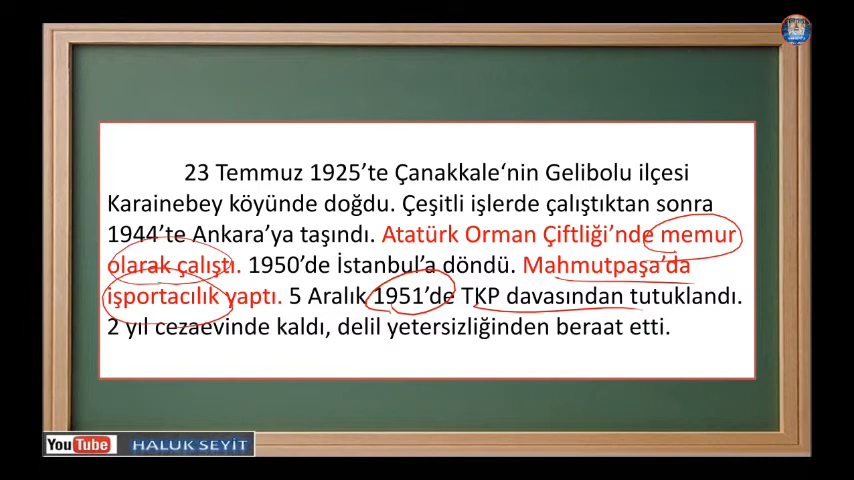 23 Temmuz 1925’te Çanakkale‘nin Gelibolu ilçesi
Karainebey köyünde doğdu. Çeşitli işlerde çalıştıktan sonra
1944’te Ankara’ya taşındı. Atatürk Orman Çiftliği’nde memur
olarak çalıştı. 1950’de İstanbul’a döndü. Mahmutpaşa’da
işportacılık yaptı. 5 Aralık 1951’de TKP davasından tutuklandı.
2 yıl cezaevinde kaldı, delil yetersizliğinden beraat etti.
YouTube HALUK SEYİT